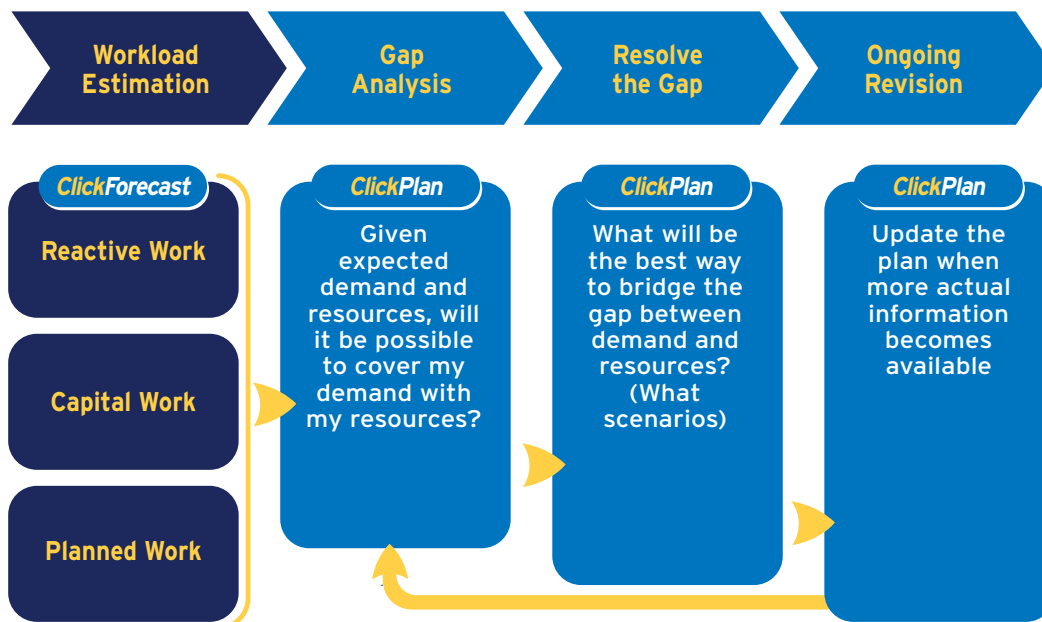 Workload
Estimation
Gap
Analysis
Resolve
the Gap
Ongoing
Revision
ClickForecast
Reactive Work
Capital Work
Planned Work
ClickPlan
Given
expected
demand and
resources, will
it be possible
to cover my
demand with
my resources?
ClickPlan
What will be
the best way
to bridge the
gap between
demand and
resources?
(What
scenarios)
ClickPlan
Update the
plan when
more actual
information
becomes
available